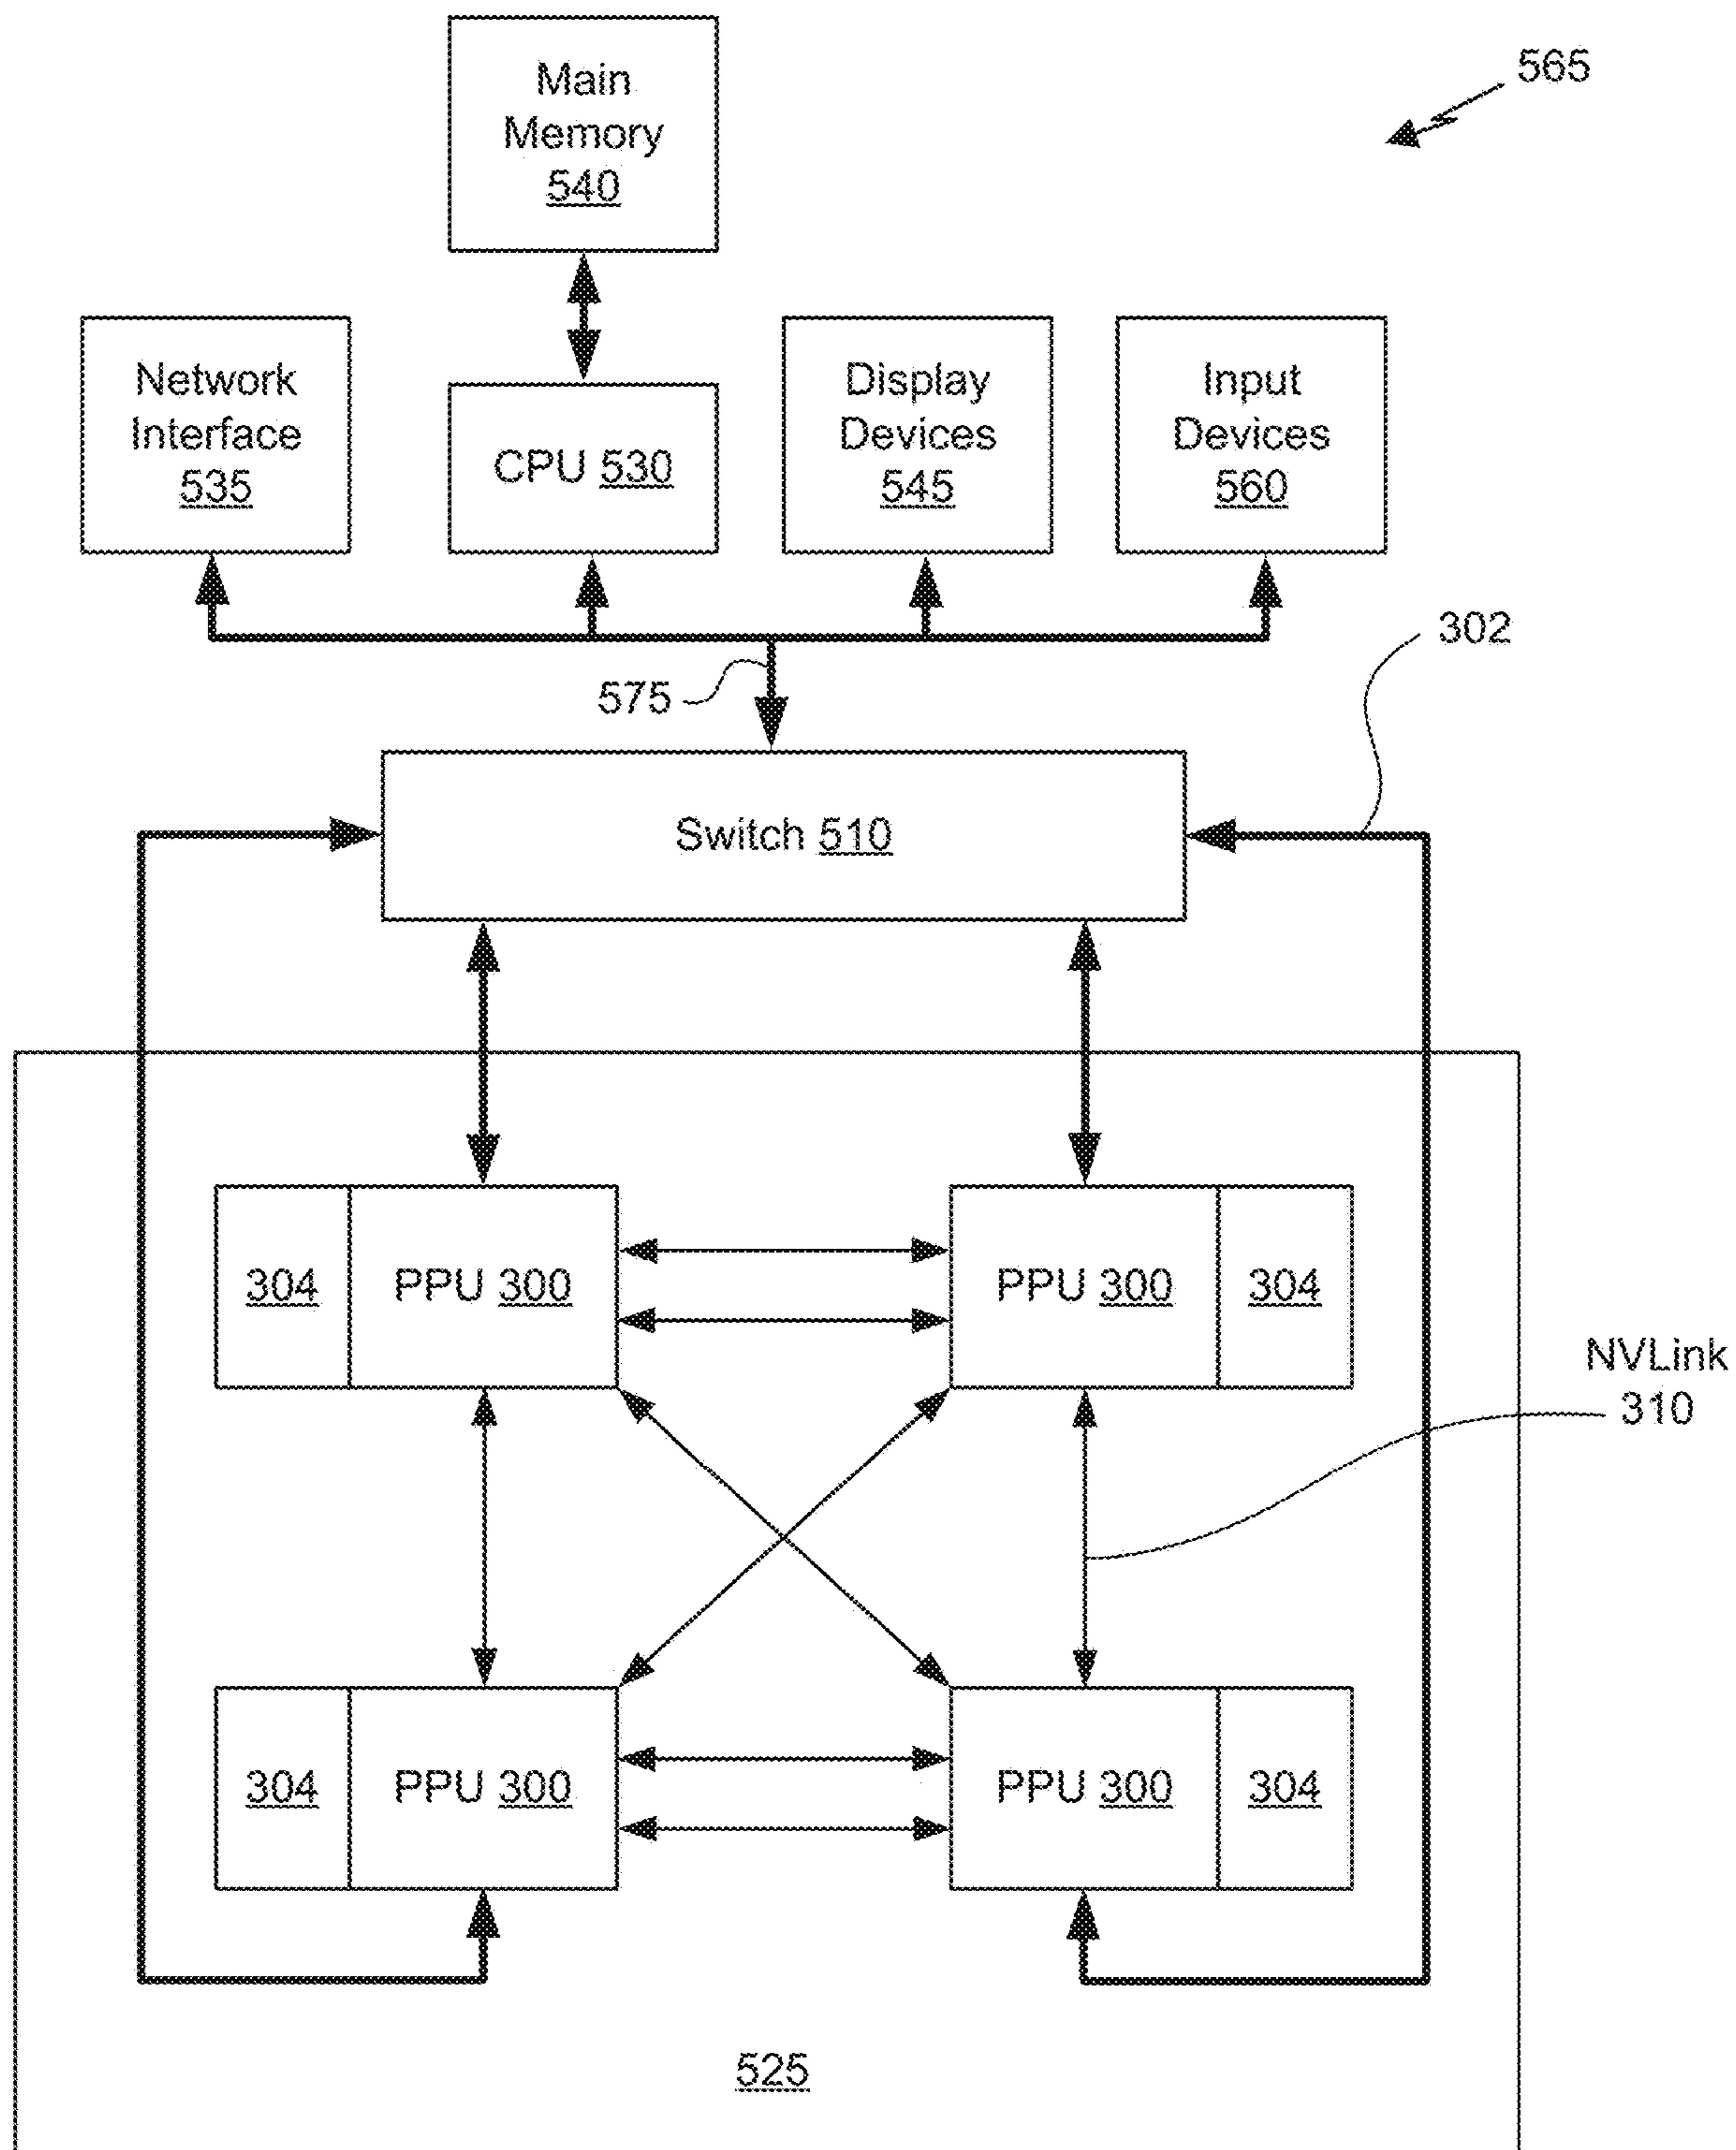 Main
Memory
540
565
Network
Interface
535
CPU 530
Display
Devices
545
Input
Devices
560
302
575
Switch 510
304
PPU 300
PPU 300
304
NVLink
310
304
PPU 300
PPU 300
304
525